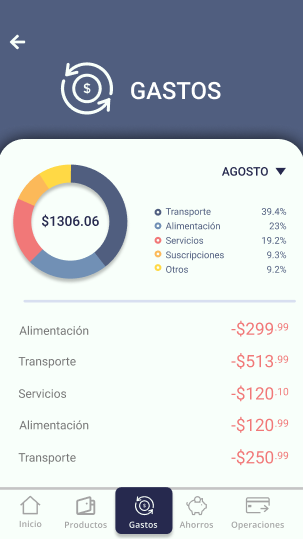 $ GASTOS
AGOSTO
$1306.06
Transporte 39.4%
Alimentación 23%
Servicios 19.2%
Suscripciones 9.3%
Otros 9.2%
Alimentación -$299.99
Transporte -$513.99
Servicios -$120.10
Alimentación -$120.99
Transporte -$250.99
$
Inicio Productos Gastos Ahorros Operaciones